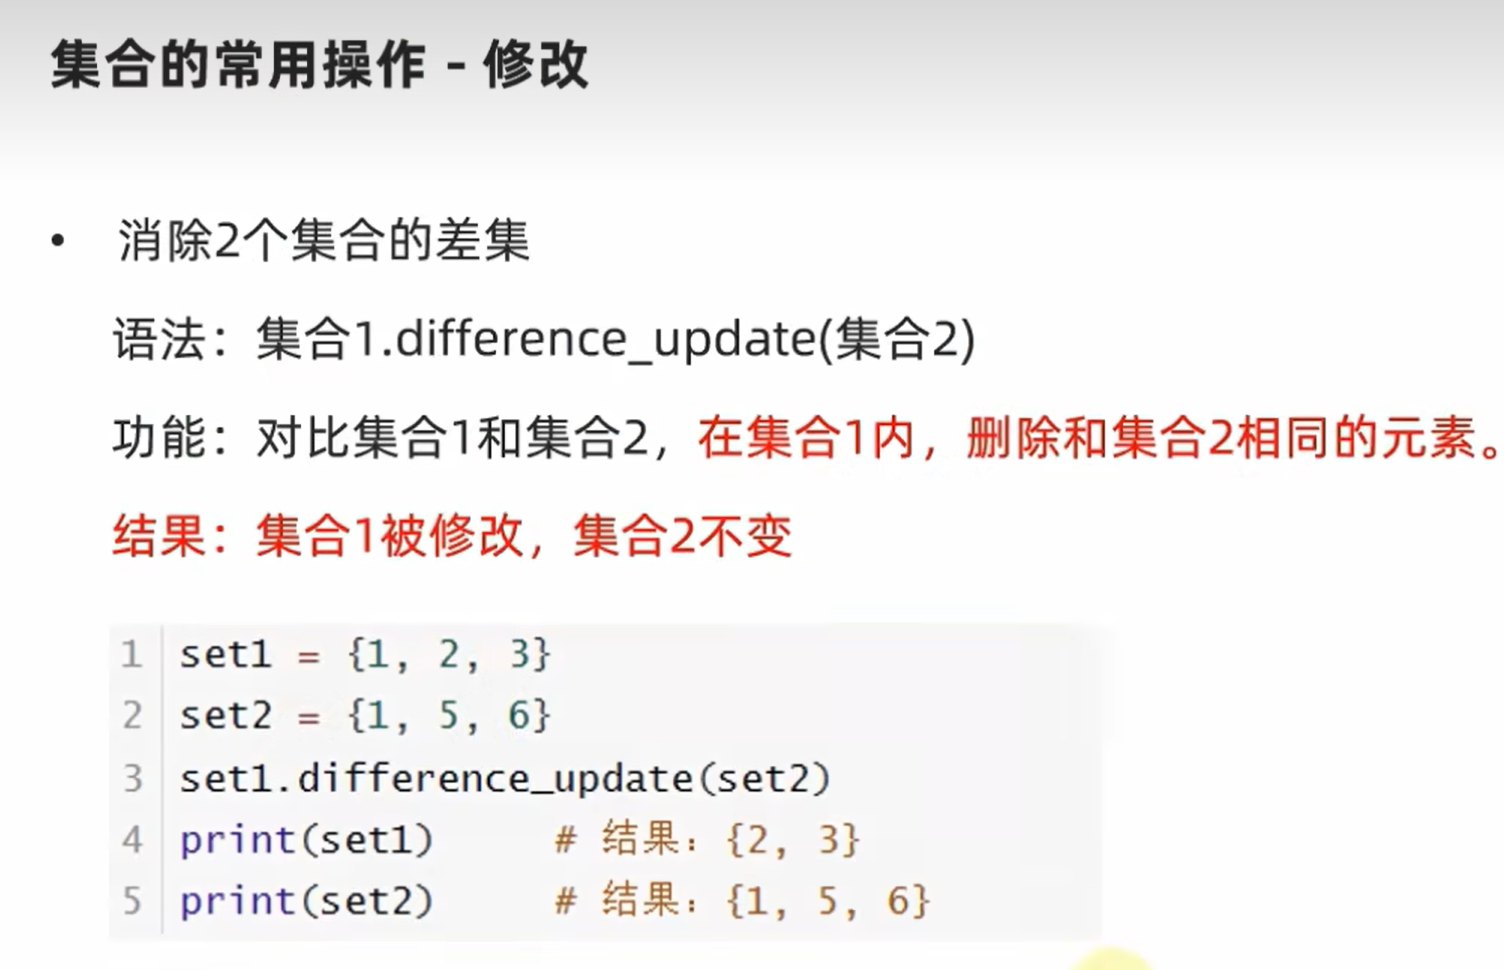 集合的常用操作 - 修改
• 消除2个集合的差集
语法：集合1.difference_update(集合2)
功能：对比集合1和集合2，在集合1内，删除和集合2相同的元素。
结果：集合1被修改，集合2不变
1 set1 = {1, 2, 3}
2 set2 = {1, 5, 6}
3 set1.difference_update(set2)
4 print(set1) # 结果：{2, 3}
5 print(set2) # 结果：{1, 5, 6}